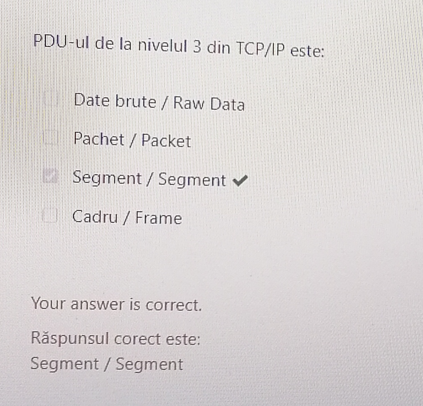 PDU-ul de la nivelul 3 din TCP/IP este:
Date brute / Raw Data
Pachet / Packet
Segment / Segment
Cadru / Frame
Your answer is correct.
Răspunsul corect este:
Segment / Segment